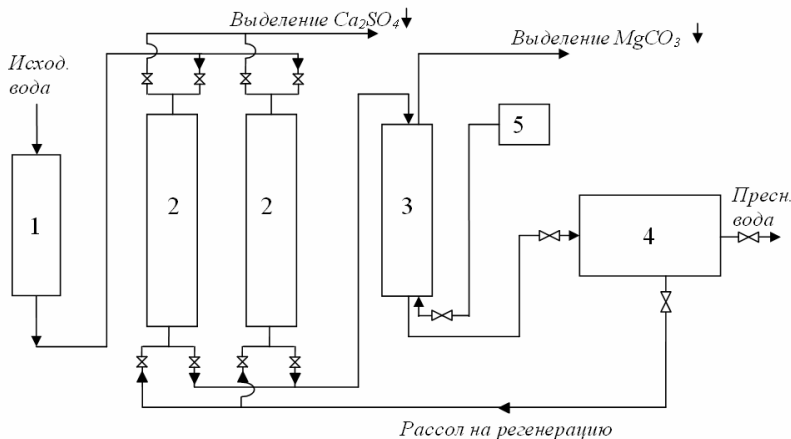 Выделение Ca₂SO₄
Выделение MgCO₃
Исход.
вода
1
2
2
3
5
4
Пресн.
вода
Рассол на регенерацию